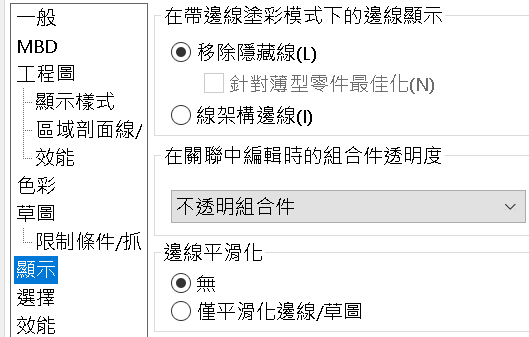 一般
MBD
工程圖
顯示樣式
區域剖面線/
效能
色彩
草圖
限制條件/抓
顯示
選擇
效能
在帶邊線塗彩模式下的邊線顯示
移除隱藏線(L)
針對薄型零件最佳化(N)
線架構邊線(I)
在關聯中編輯時的組合件透明度
不透明組合件
邊線平滑化
無
僅平滑化邊線/草圖